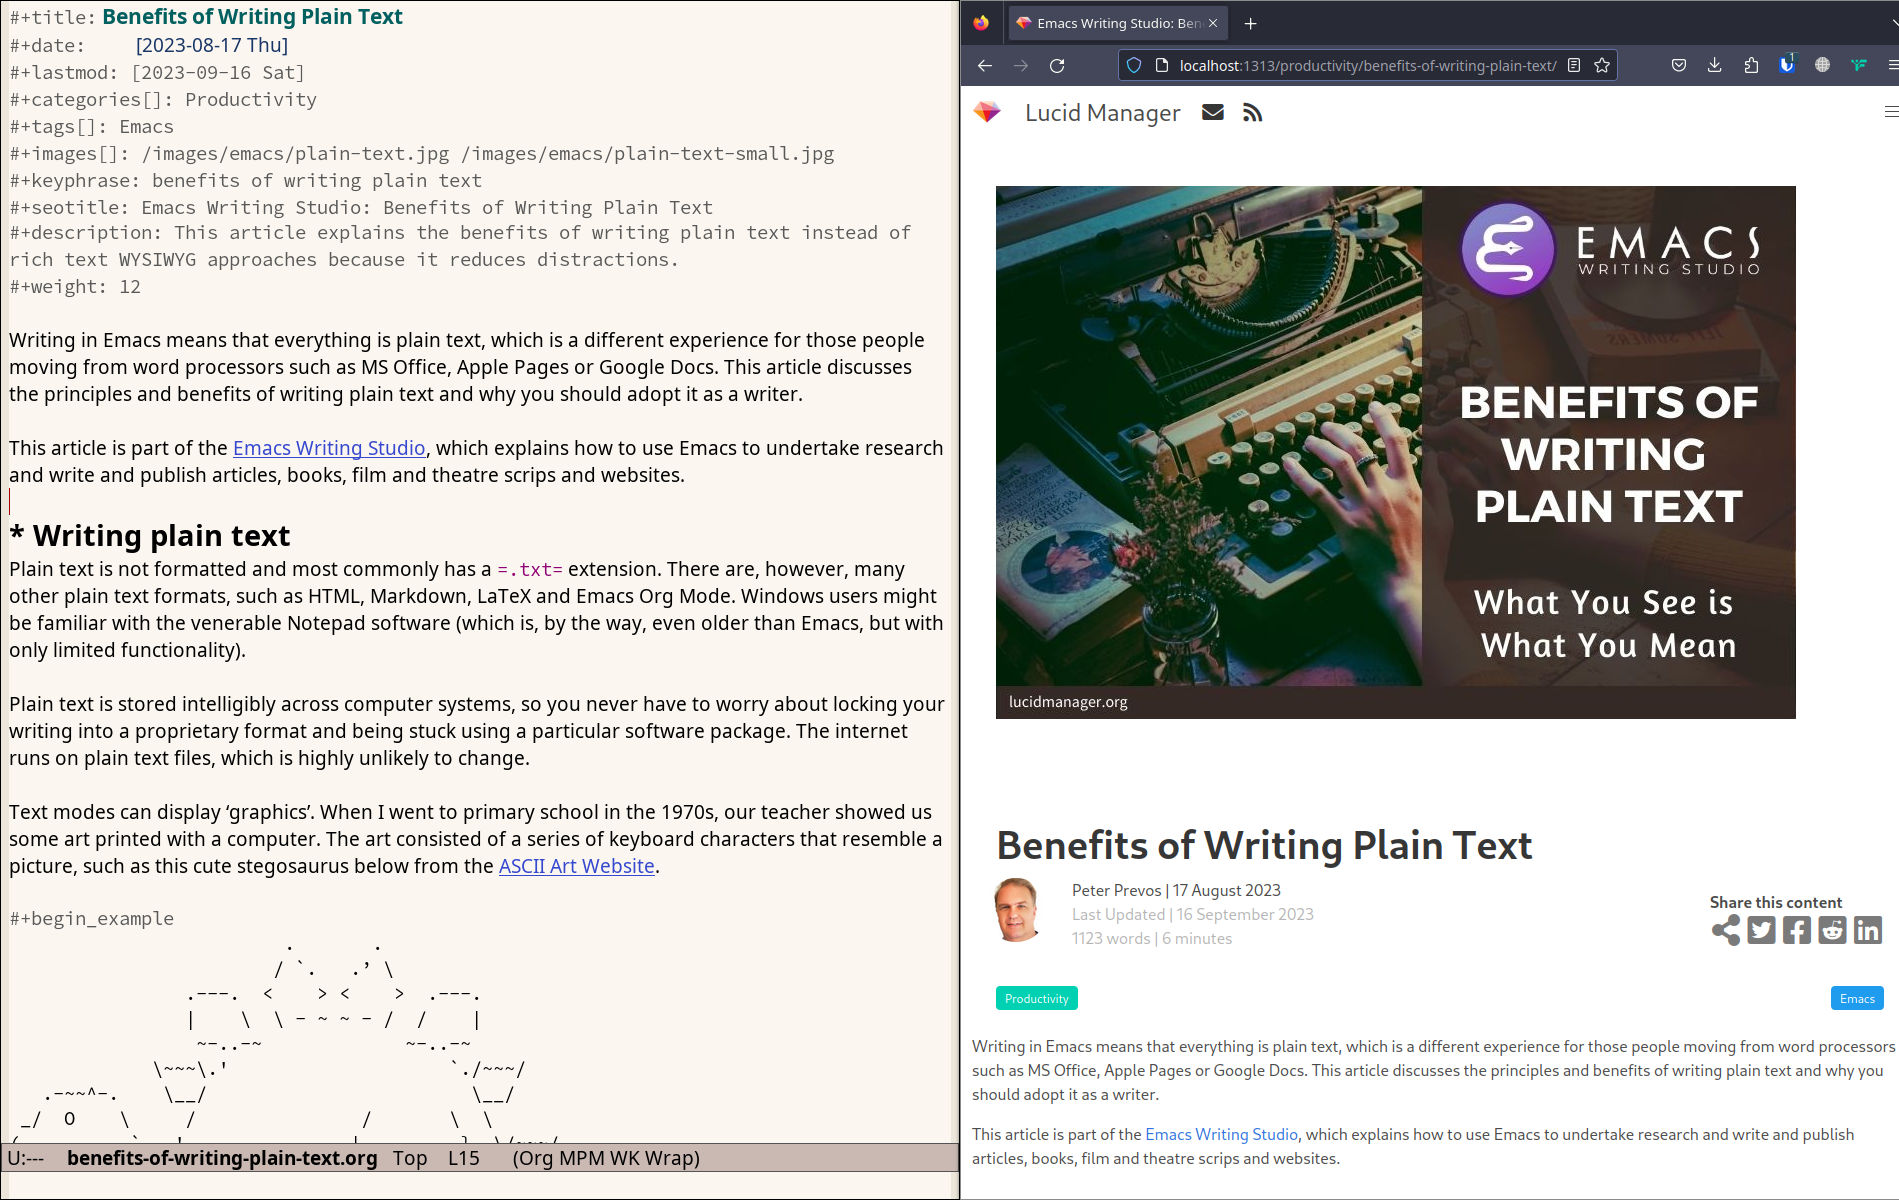 #+title: Benefits of Writing Plain Text
#+date: [2023-08-17 Thu]
#+lastmod: [2023-09-16 Sat]
#+categories[]: Productivity
#+tags[]: Emacs
#+images[]: /images/emacs/plain-text.jpg /images/emacs/plain-text-small.jpg
#+keyphrase: benefits of writing plain text
#+seotitle: Emacs Writing Studio: Benefits of Writing Plain Text
#+description: This article explains the benefits of writing plain text instead of
rich text WYSIWYG approaches because it reduces distractions.
#+weight: 12
Writing in Emacs means that everything is plain text, which is a different experience for those people
moving from word processors such as MS Office, Apple Pages or Google Docs. This article discusses
the principles and benefits of writing plain text and why you should adopt it as a writer.
This article is part of the Emacs Writing Studio, which explains how to use Emacs to undertake research
and write and publish articles, books, film and theatre scrips and websites.
* Writing plain text
Plain text is not formatted and most commonly has a =.txt= extension. There are, however, many
other plain text formats, such as HTML, Markdown, LaTeX and Emacs Org Mode. Windows users might
be familiar with the venerable Notepad software (which is, by the way, even older than Emacs, but with
only limited functionality).
Plain text is stored intelligibly across computer systems, so you never have to worry about locking your
writing into a proprietary format and being stuck using a particular software package. The internet
runs on plain text files, which is highly unlikely to change.
Text modes can display ‘graphics’. When I went to primary school in the 1970s, our teacher showed us
some art printed with a computer. The art consisted of a series of keyboard characters that resemble a
picture, such as this cute stegosaurus below from the ASCII Art Website.
#+begin_example
U:--- benefits-of-writing-plain-text.org Top L15 (Org MPM WK Wrap)
Emacs Writing Studio: Ben
localhost:1313/productivity/benefits-of-writing-plain-text/
Lucid Manager
EMACS
WRITING STUDIO
BENEFITS OF
WRITING
PLAIN TEXT
What You See is
What You Mean
lucidmanager.org
Benefits of Writing Plain Text
Peter Prevos | 17 August 2023
Last Updated | 16 September 2023
1123 words | 6 minutes
Share this content
Productivity
Emacs
Writing in Emacs means that everything is plain text, which is a different experience for those people moving from word processors
such as MS Office, Apple Pages or Google Docs. This article discusses the principles and benefits of writing plain text and why you
should adopt it as a writer.
This article is part of the Emacs Writing Studio, which explains how to use Emacs to undertake research and write and publish
articles, books, film and theatre scrips and websites.